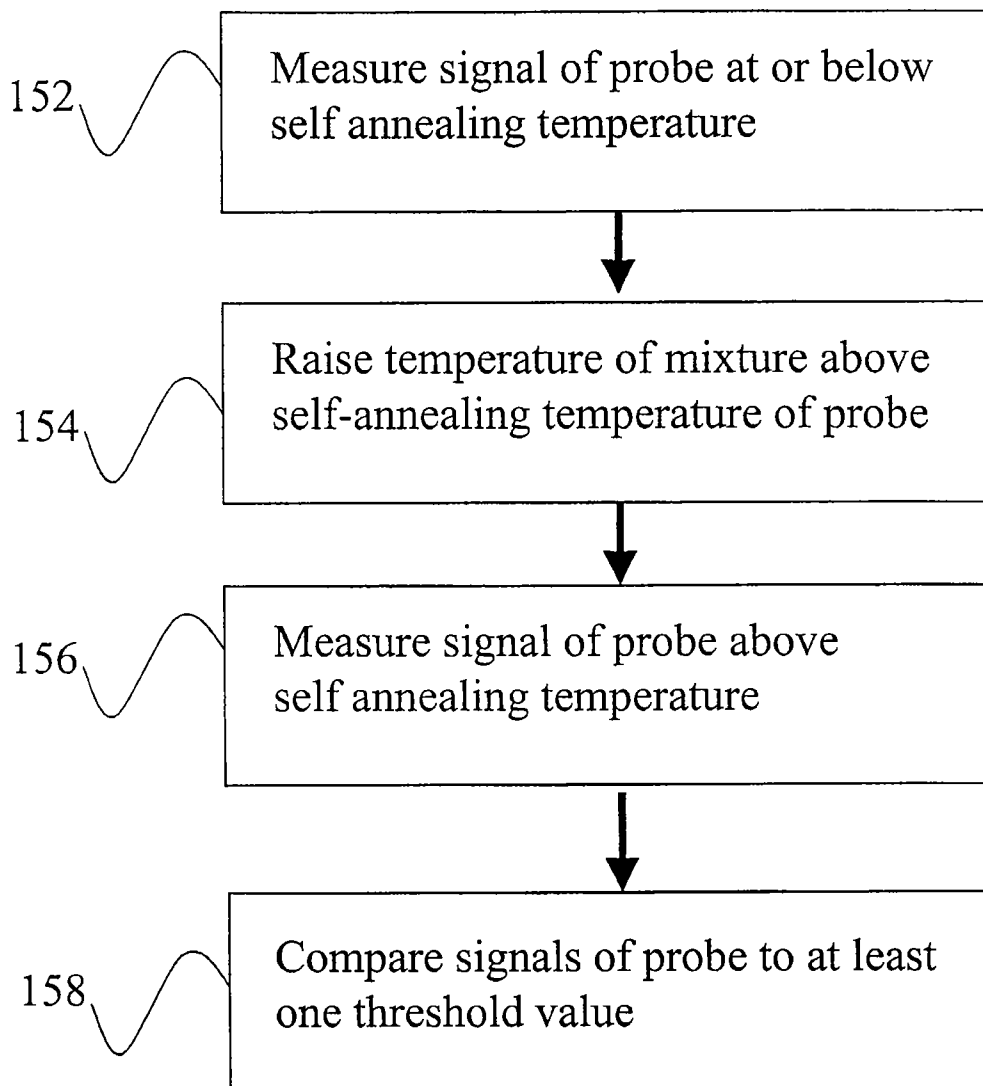 152
Measure signal of probe at or below
self annealing temperature
154
Raise temperature of mixture above
self-annealing temperature of probe
156
Measure signal of probe above
self annealing temperature
158
Compare signals of probe to at least
one threshold value